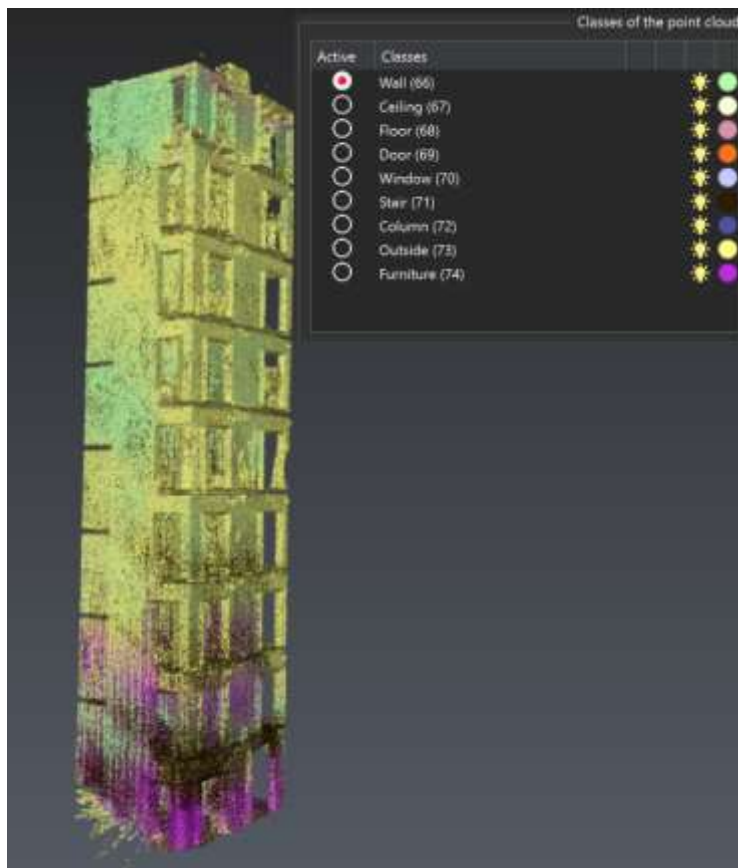 Classes of the point cloud
Active Classes
Wall (66)
Ceiling (67)
Floor (68)
Door (69)
Window (70)
Stair (71)
Column (72)
Outside (73)
Furniture (74)